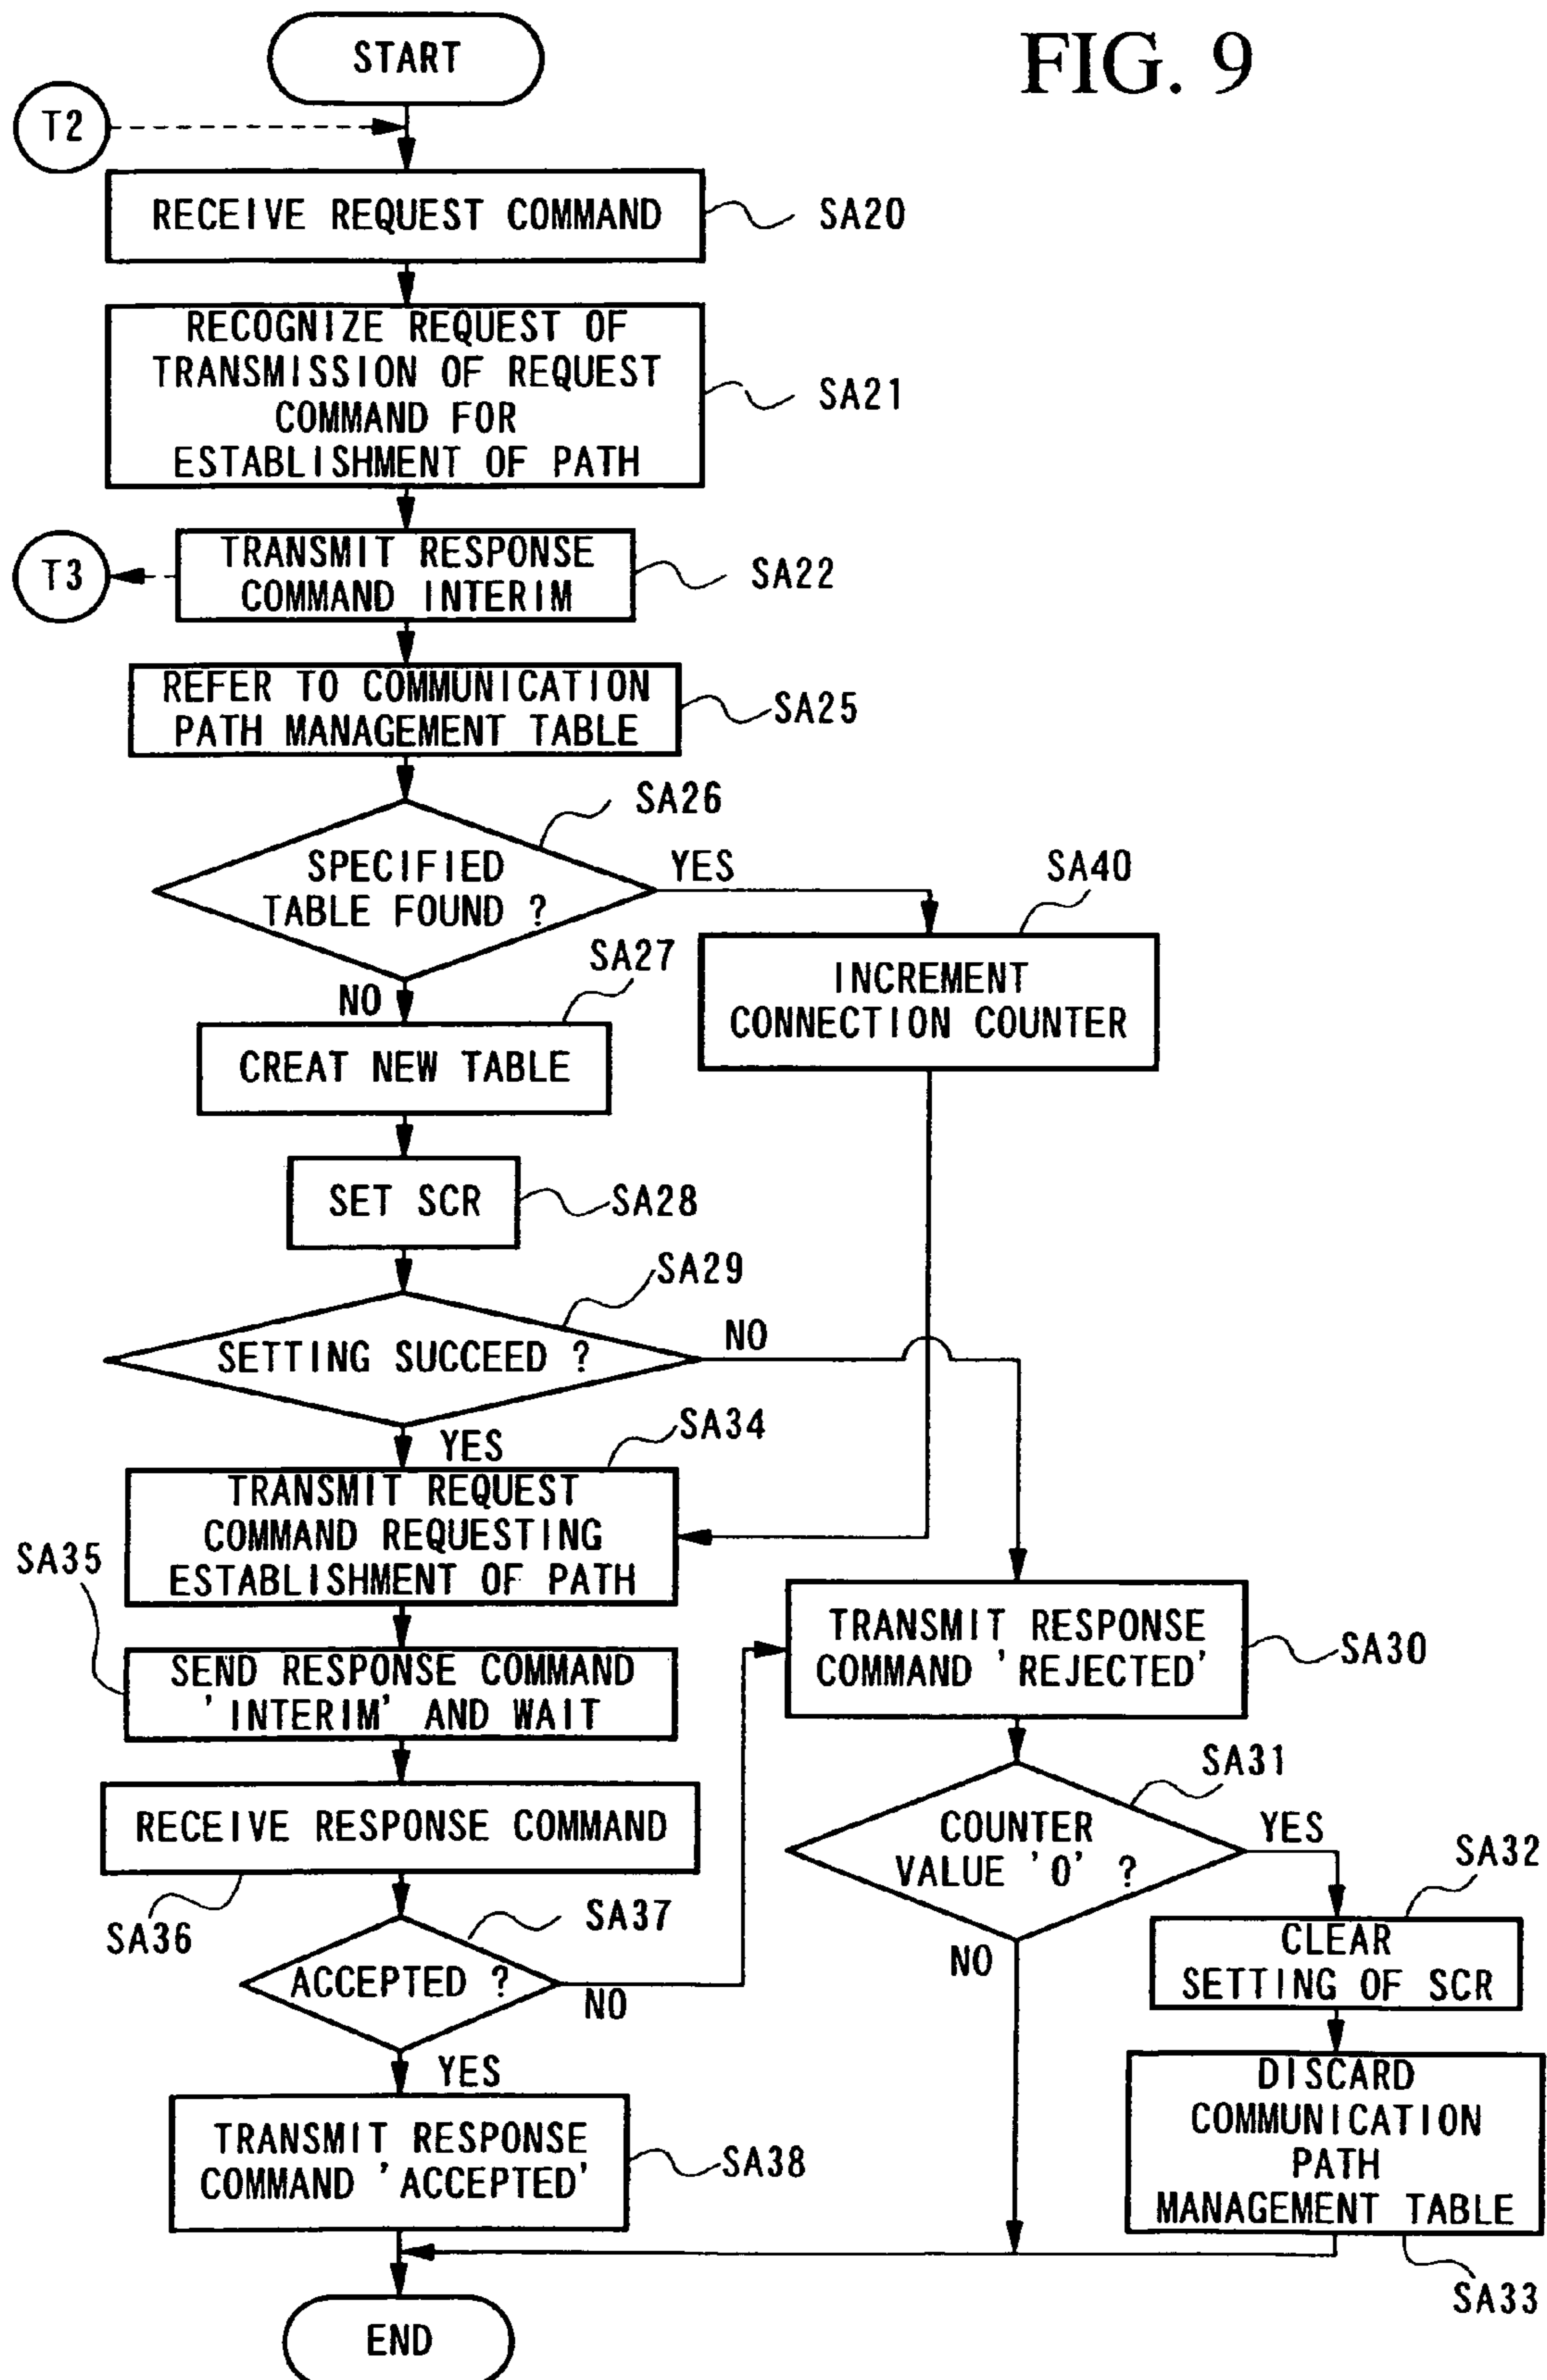 FIG. 9
START
T2
RECEIVE REQUEST COMMAND
SA20
RECOGNIZE REQUEST OF
TRANSMISSION OF REQUEST
COMMAND FOR
ESTABLISHMENT OF PATH
SA21
T3
TRANSMIT RESPONSE
COMMAND INTERIM
SA22
REFER TO COMMUNICATION
PATH MANAGEMENT TABLE
SA25
SA26
SPECIFIED
TABLE FOUND ?
YES
SA40
INCREMENT
CONNECTION COUNTER
NO
SA27
CREAT NEW TABLE
SET SCR
SA28
SA29
SETTING SUCCEED ?
NO
YES
SA34
TRANSMIT REQUEST
COMMAND REQUESTING
ESTABLISHMENT OF PATH
SA35
SEND RESPONSE COMMAND
'INTERIM' AND WAIT
TRANSMIT RESPONSE
COMMAND 'REJECTED'
SA30
RECEIVE RESPONSE COMMAND
SA36
SA31
COUNTER
VALUE '0' ?
YES
NO
SA32
CLEAR
SETTING OF SCR
SA37
ACCEPTED ?
NO
YES
TRANSMIT RESPONSE
COMMAND 'ACCEPTED'
SA38
DISCARD
COMMUNICATION
PATH
MANAGEMENT TABLE
SA33
END